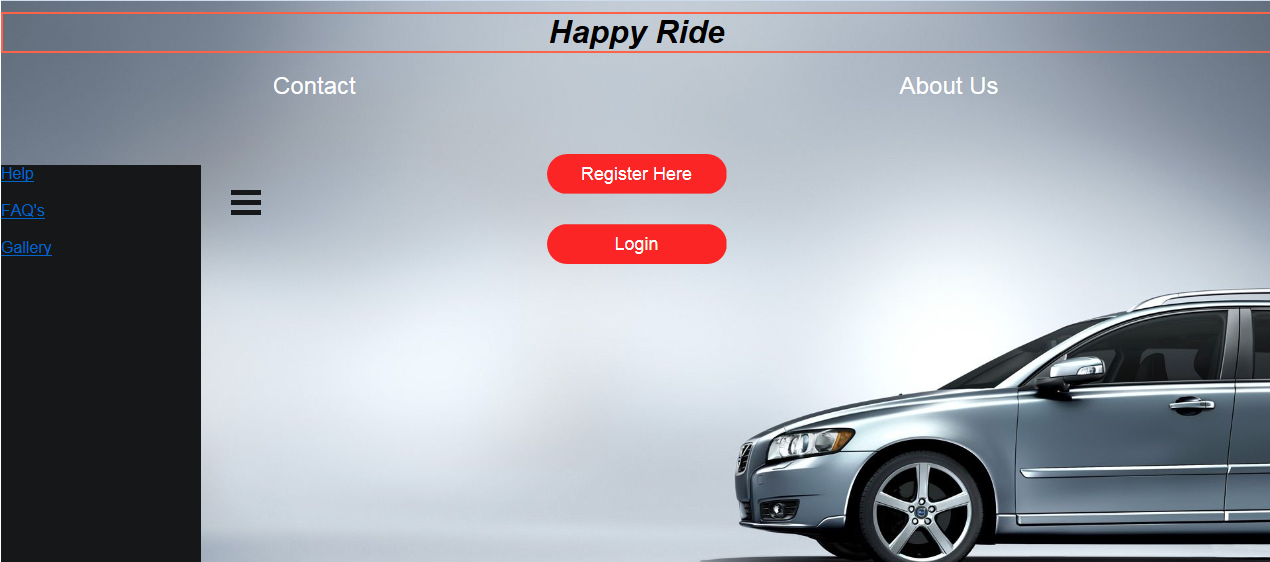 Happy Ride
Contact
About Us
Register Here
Login
Help
FAQ's
Gallery